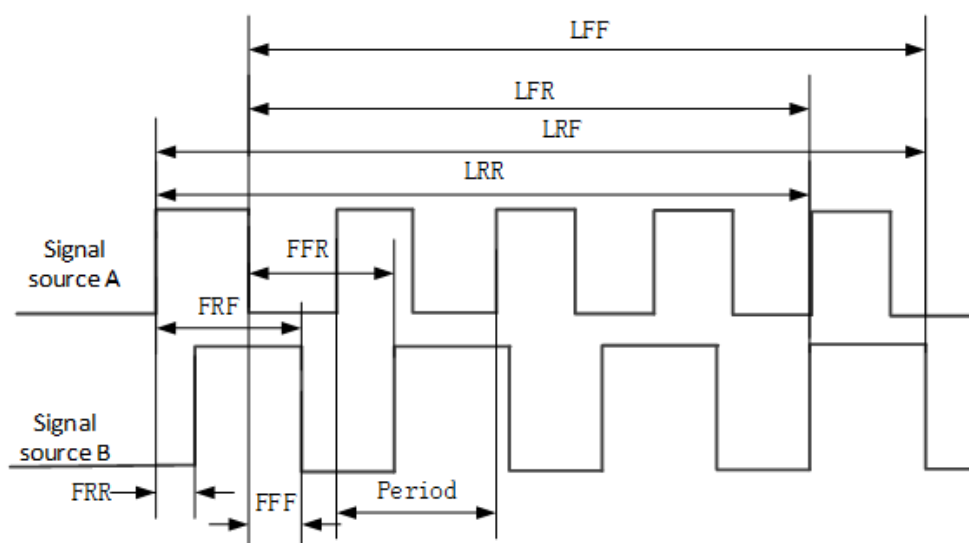 LFF
LFR
LRF
LRR
Signal
source A
FFR
FRF
Signal
source B
FRR
FFF
Period